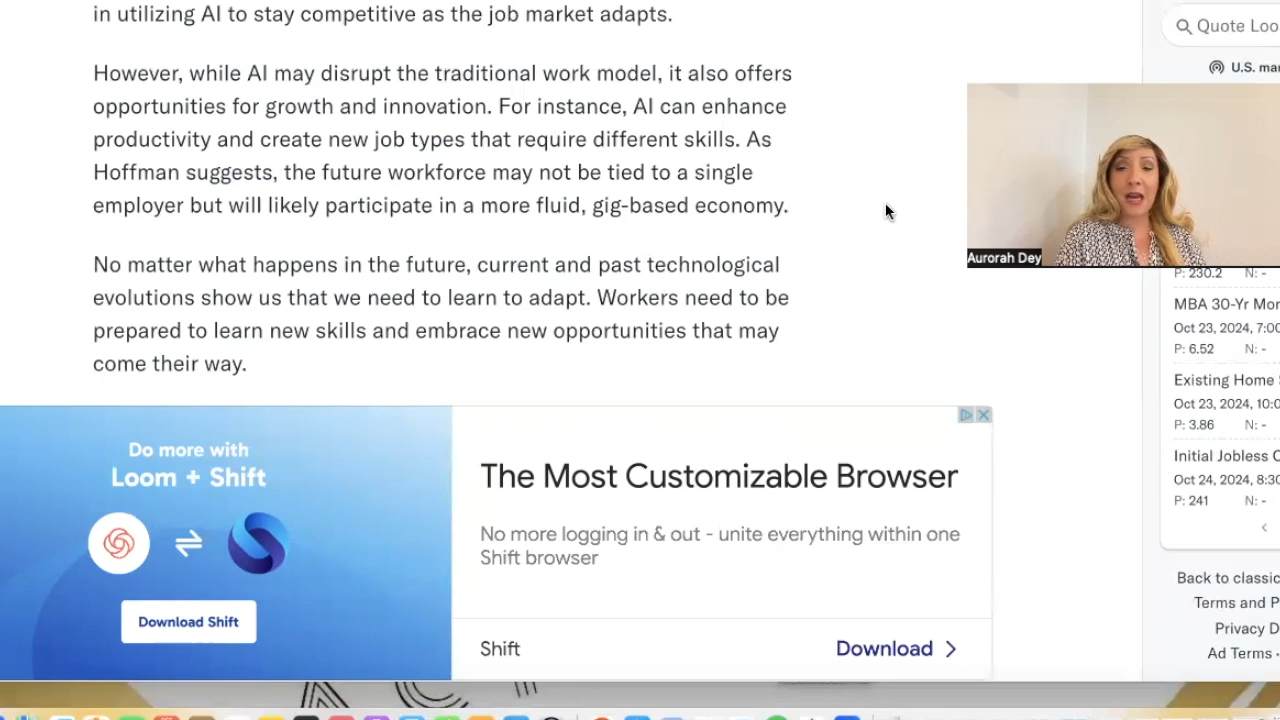 in utilizing AI to stay competitive as the job market adapts.
However, while AI may disrupt the traditional work model, it also offers
opportunities for growth and innovation. For instance, AI can enhance
productivity and create new job types that require different skills. As
Hoffman suggests, the future workforce may not be tied to a single
employer but will likely participate in a more fluid, gig-based economy.
No matter what happens in the future, current and past technological
evolutions show us that we need to learn to adapt. Workers need to be
prepared to learn new skills and embrace new opportunities that may
come their way.
Do more with
Loom + Shift
Download Shift
The Most Customizable Browser
No more logging in & out - unite everything within one
Shift browser
Shift
Download
Quote Loo
U.S. mar
Aurorah Dey
P: 230.2 N: -
MBA 30-Yr Mor
Oct 23, 2024, 7:00
P: 6.52 N: -
Existing Home
Oct 23, 2024, 10:0
P: 3.86 N: -
Initial Jobless C
Oct 24, 2024, 8:30
P: 241 N: -
Back to classic
Terms and P
Privacy D
Ad Terms ·
ACT